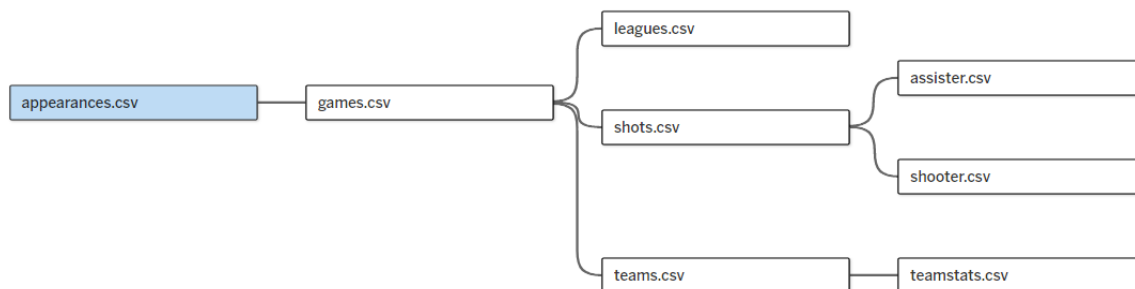 leagues.csv
assister.csv
appearances.csv
games.csv
shots.csv
shooter.csv
teams.csv
teamstats.csv